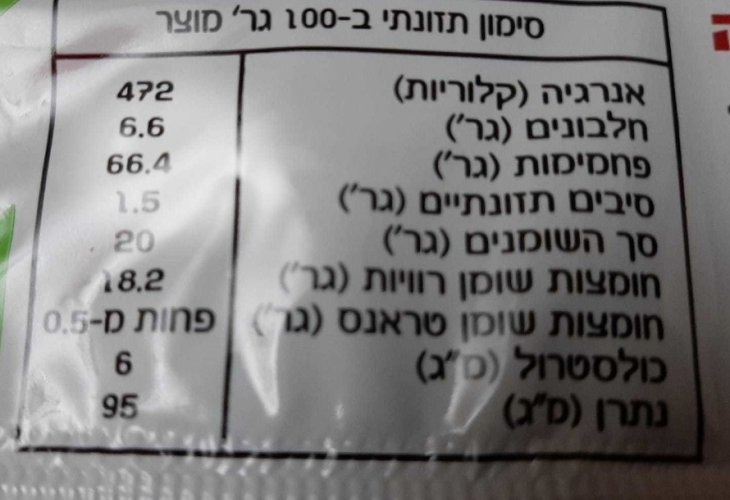 סימון תזונתי ב-100 גר' מוצר
אנרגיה (קלוריות) 472
חלבונים (גר') 6.6
פחמימות (גר') 66.4
סיבים תזונתיים (גר') 1.5
סך השומנים (גר') 20
חומצות שומן רוויות (גר') 18.2
חומצות שומן טראנס (גר') פחות מ-0.5
כולסטרול (מ"ג) 6
נתרן (מ"ג) 95